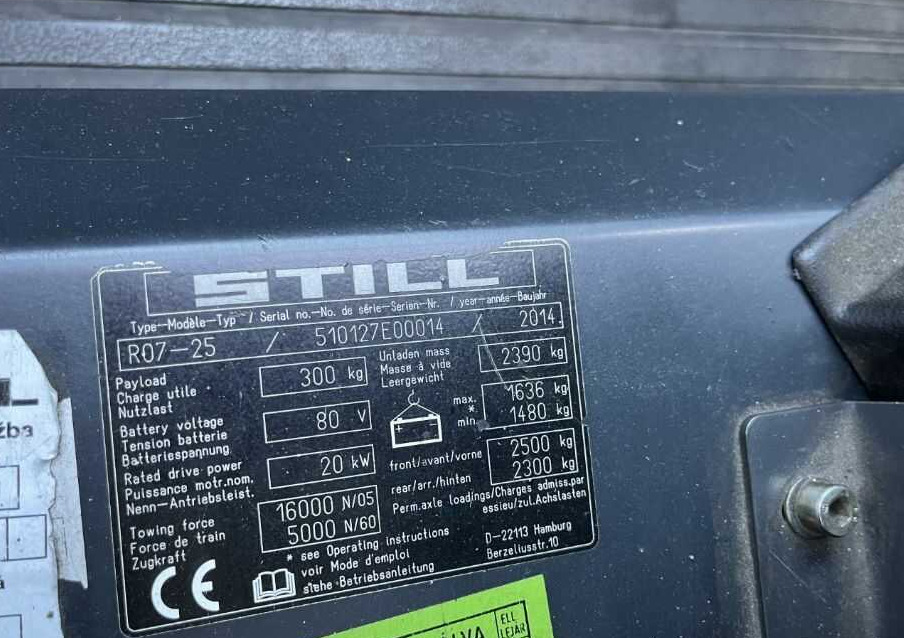 STILL
Type-Modèle-Typ / Serial no.-No. de série-Serien-Nr. / year-année-Baujahr
R07-25 / 510127E00014 / 2014
Payload
Charge utile
Nutzlast
300 kg
Unladen mass
Masse à vide
Leergewicht
2390 kg
Battery voltage
Tension batterie
Batteriespannung
80 V
max. 1636 kg
*
min. 1480 kg
Rated drive power
Puissance motr.nom.
Nenn-Antriebsleist.
20 kW
front/avant/vorne 2500 kg
rear/arr./hinten 2300 kg
Perm.axle loadings/Charges admiss.par
essieu/zul.Achslasten
Towing force
Force de train
Zugkraft
16000 N/05
5000 N/60
* see Operating instructions
voir Mode d'emploi
siehe Betriebsanleitung
D-22113 Hamburg
Berzeliusstr.10
CE
žba
ELL
LEJÁR